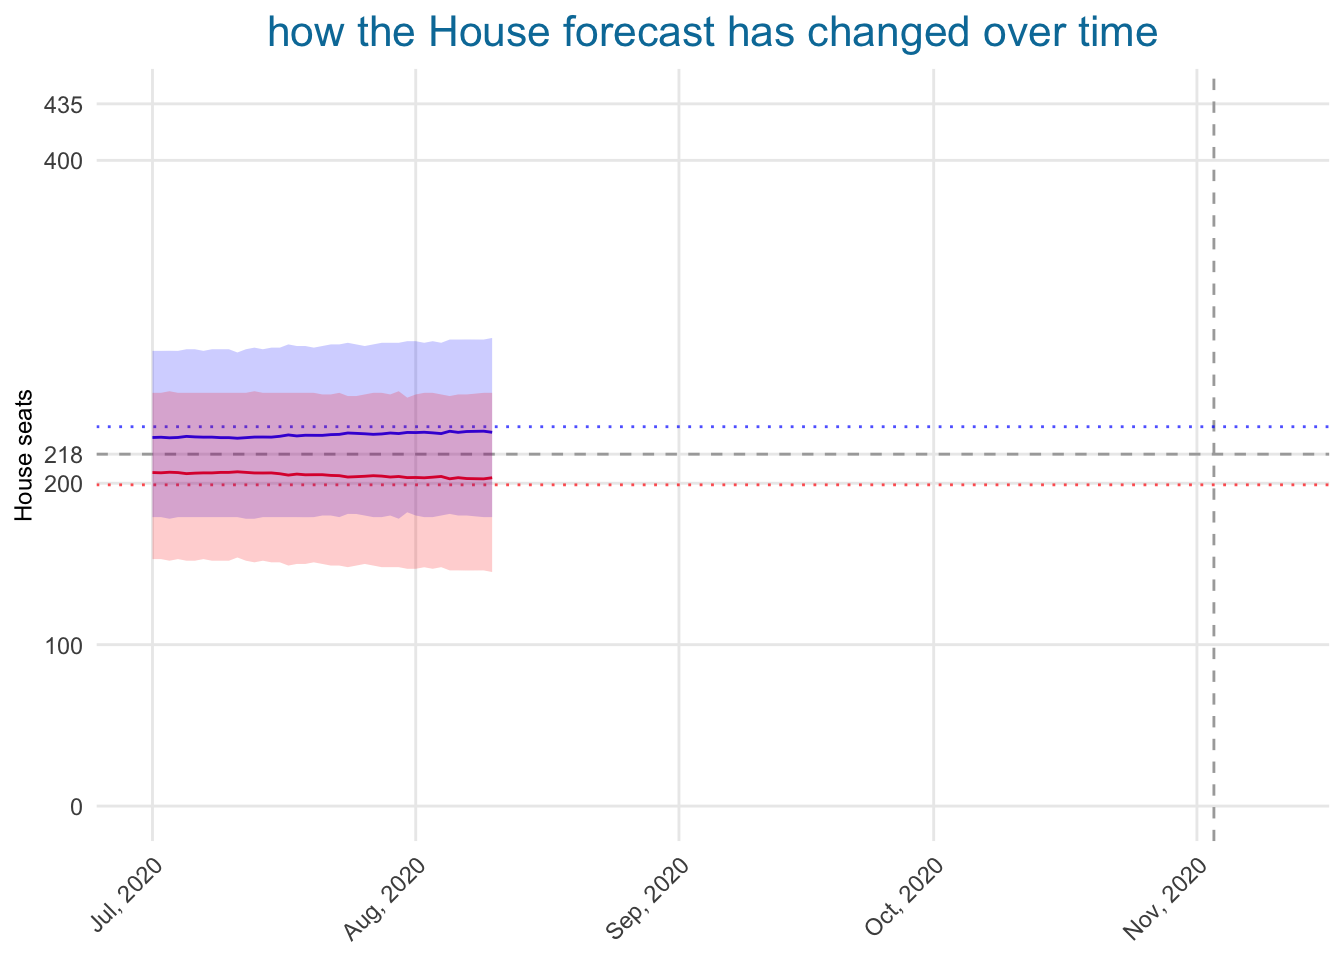 how the House forecast has changed over time
435
400
218
200
100
0
House seats
Jul, 2020
Aug, 2020
Sep, 2020
Oct, 2020
Nov, 2020